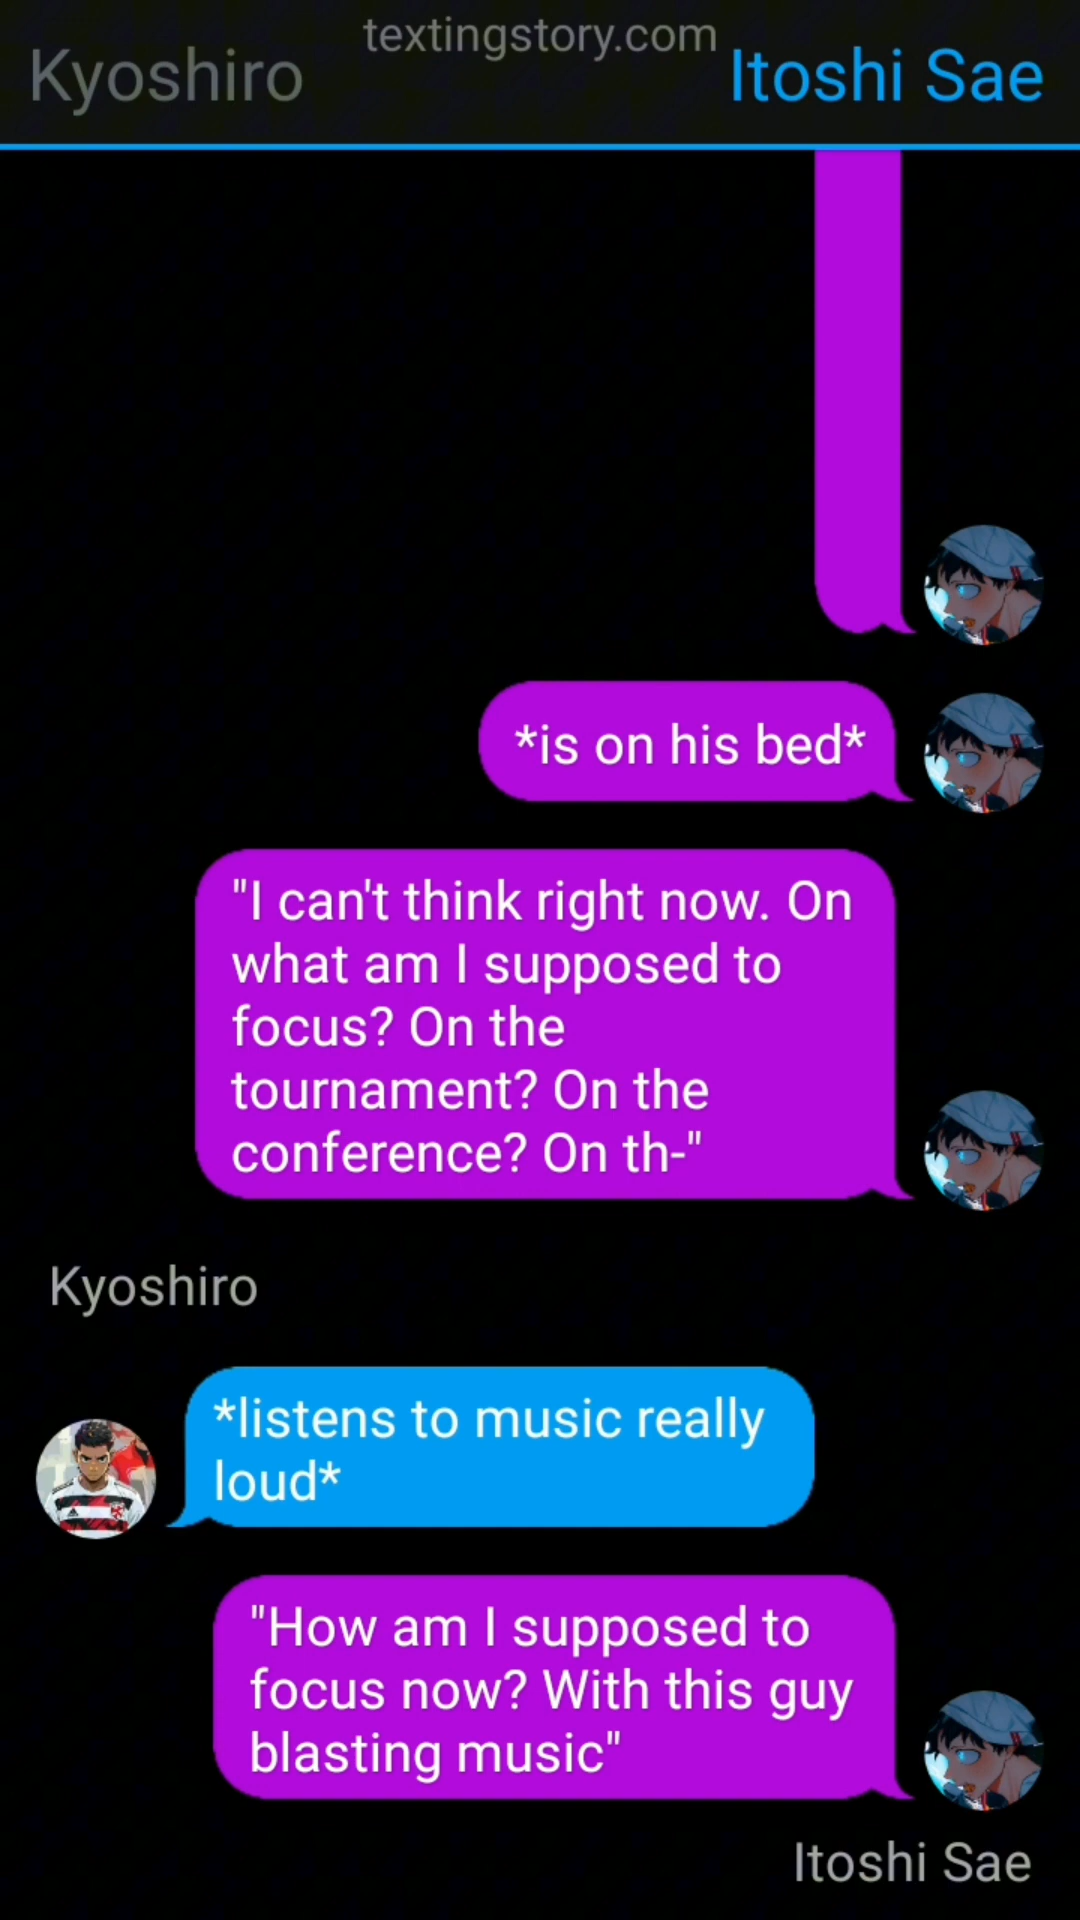 textingstory.com
Kyoshiro
Itoshi Sae
*is on his bed*
"I can't think right now. On
what am I supposed to
focus? On the
tournament? On the
conference? On th-"
Kyoshiro
*listens to music really
loud*
"How am I supposed to
focus now? With this guy
blasting music"
Itoshi Sae